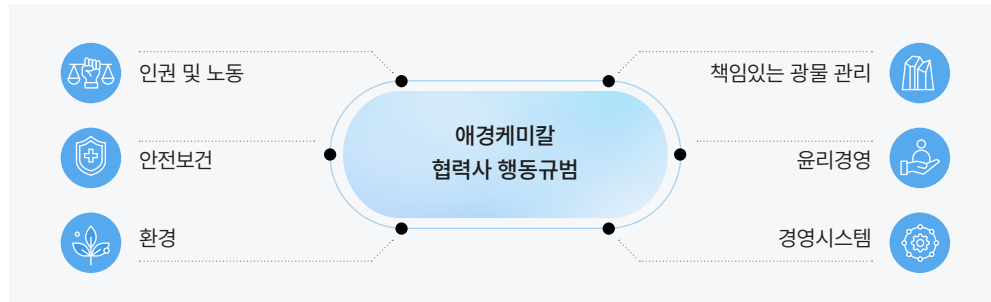 인권 및 노동
안전보건
환경
애경케미칼
협력사 행동규범
책임있는 광물 관리
윤리경영
경영시스템